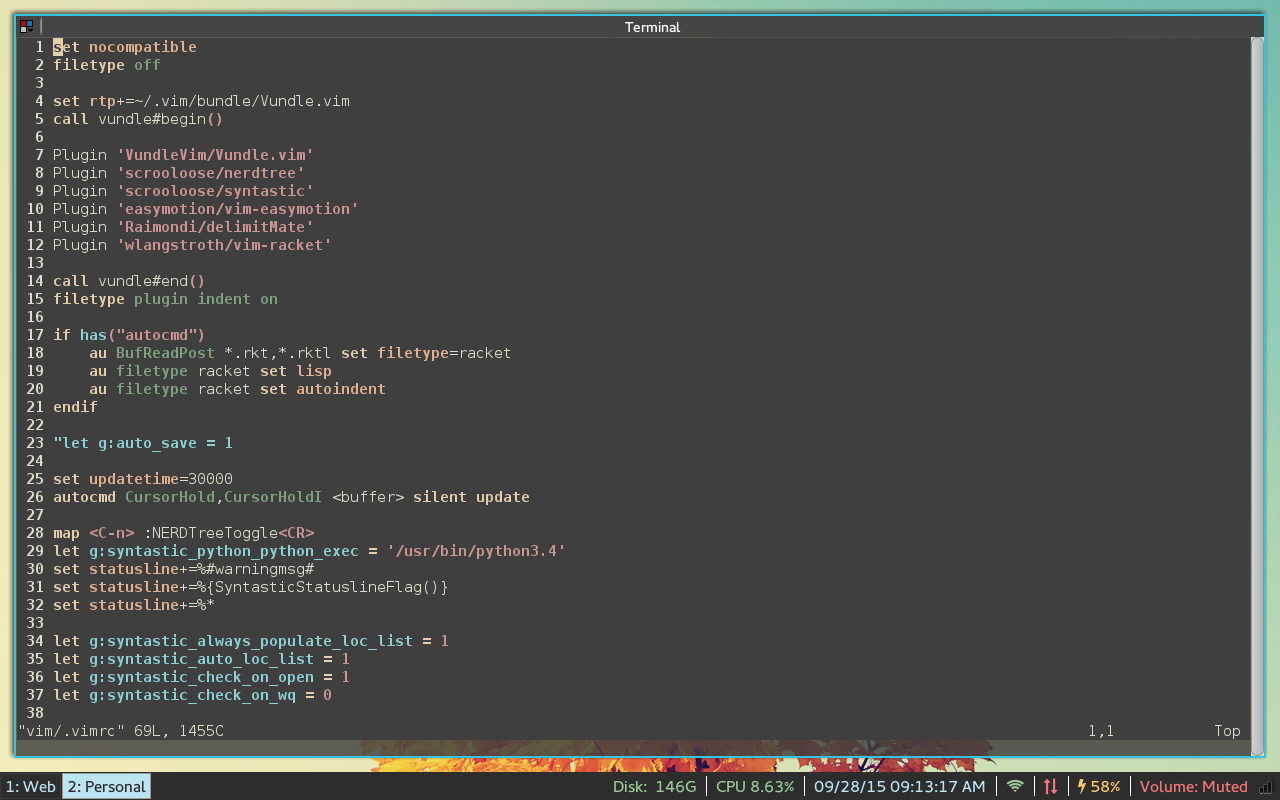 Terminal
1 set nocompatible
2 filetype off
3
4 set rtp+=~/.vim/bundle/Vundle.vim
5 call vundle#begin()
6
7 Plugin 'VundleVim/Vundle.vim'
8 Plugin 'scrooloose/nerdtree'
9 Plugin 'scrooloose/syntastic'
10 Plugin 'easymotion/vim-easymotion'
11 Plugin 'Raimondi/delimitMate'
12 Plugin 'wlangstroth/vim-racket'
13
14 call vundle#end()
15 filetype plugin indent on
16
17 if has("autocmd")
18     au BufReadPost *.rkt,*.rktl set filetype=racket
19     au filetype racket set lisp
20     au filetype racket set autoindent
21 endif
22
23 "let g:auto_save = 1
24
25 set updatetime=30000
26 autocmd CursorHold,CursorHoldI <buffer> silent update
27
28 map <C-n> :NERDTreeToggle<CR>
29 let g:syntastic_python_python_exec = '/usr/bin/python3.4'
30 set statusline+=%#warningmsg#
31 set statusline+=%{SyntasticStatuslineFlag()}
32 set statusline+=%*
33
34 let g:syntastic_always_populate_loc_list = 1
35 let g:syntastic_auto_loc_list = 1
36 let g:syntastic_check_on_open = 1
37 let g:syntastic_check_on_wq = 0
38
"vim/.vimrc" 69L, 1455C 1,1 Top
1: Web 2: Personal Disk: 146G CPU 8.63% 09/28/15 09:13:17 AM 58% Volume: Muted